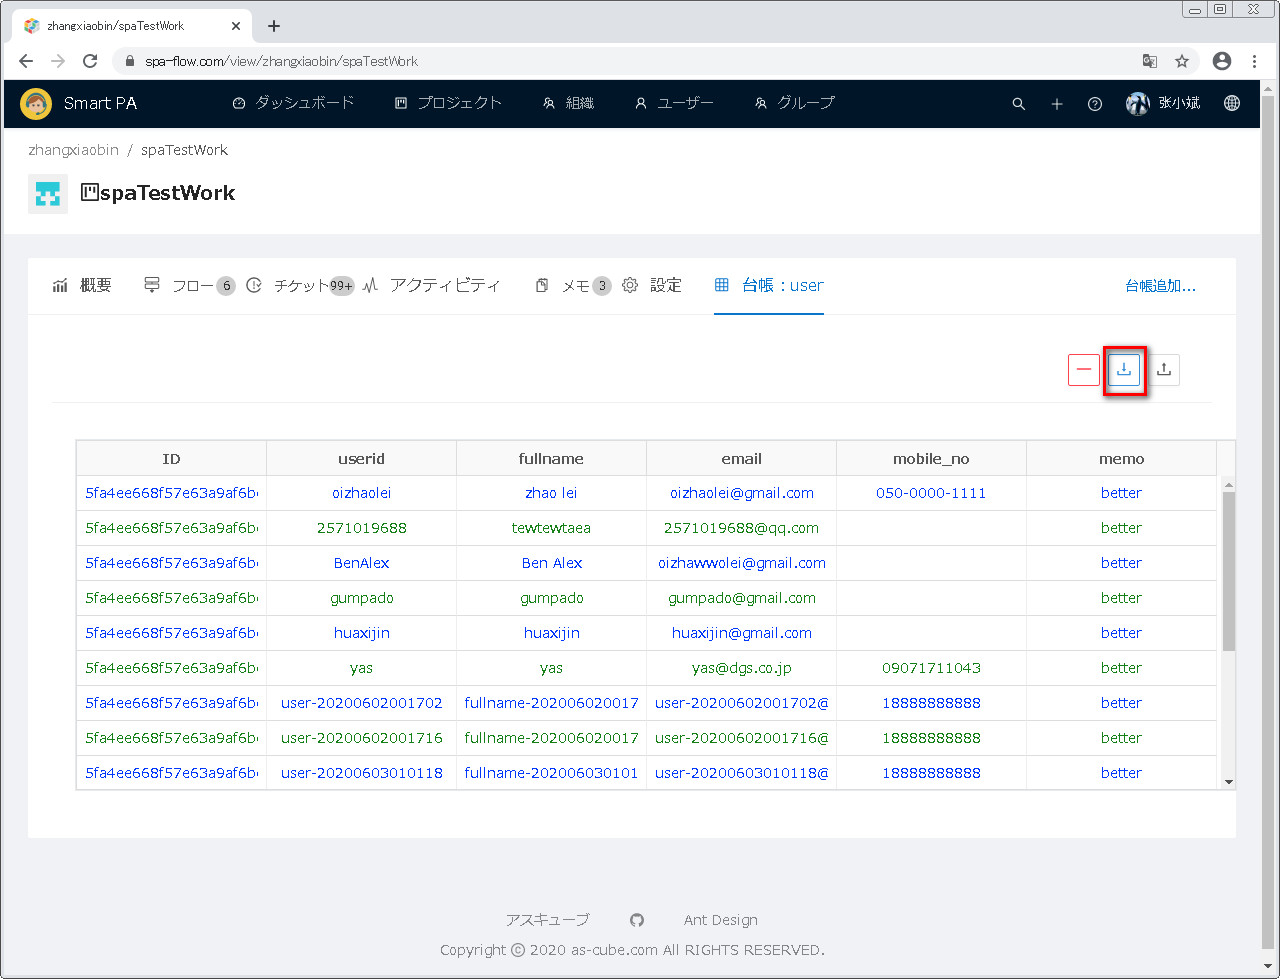 zhangxiaobin/spaTestWork
spa-flow.com/view/zhangxiaobin/spaTestWork
Smart PA ダッシュボード プロジェクト 組織 ユーザー グループ 张小斌
zhangxiaobin / spaTestWork
spaTestWork
概要 フロー 6 チケット 99+ アクティビティ メモ 3 設定 台帳：user 台帳追加...
ID userid fullname email mobile_no memo
5fa4ee668f57e63a9af6b oizhaolei zhao lei oizhaolei@gmail.com 050-0000-1111 better
5fa4ee668f57e63a9af6b 2571019688 tewtewtaea 2571019688@qq.com better
5fa4ee668f57e63a9af6b BenAlex Ben Alex oizhawwolei@gmail.com better
5fa4ee668f57e63a9af6b gumpado gumpado gumpado@gmail.com better
5fa4ee668f57e63a9af6b huaxijin huaxijin huaxijin@gmail.com better
5fa4ee668f57e63a9af6b yas yas yas@dgs.co.jp 09071711043 better
5fa4ee668f57e63a9af6b user-20200602001702 fullname-202006020017 user-20200602001702@ 18888888888 better
5fa4ee668f57e63a9af6b user-20200602001716 fullname-202006020017 user-20200602001716@ 18888888888 better
5fa4ee668f57e63a9af6b user-20200603010118 fullname-202006030101 user-20200603010118@ 18888888888 better
アスキューブ Ant Design
Copyright © 2020 as-cube.com All RIGHTS RESERVED.